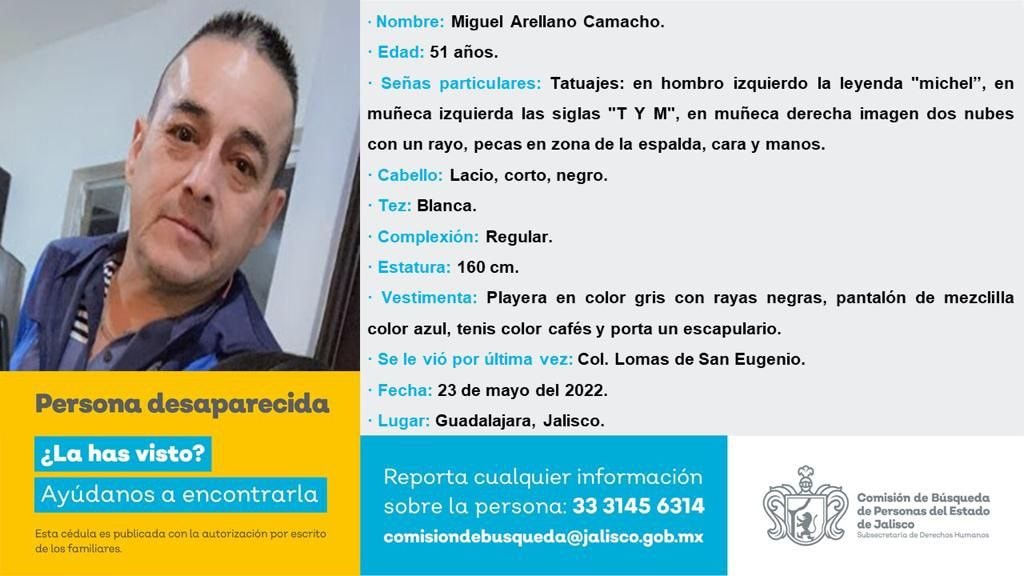 · Nombre: Miguel Arellano Camacho.
· Edad: 51 años.
· Señas particulares: Tatuajes: en hombro izquierdo la leyenda "michel”, en
muñeca izquierda las siglas "T Y M", en muñeca derecha imagen dos nubes
con un rayo, pecas en zona de la espalda, cara y manos.
· Cabello: Lacio, corto, negro.
· Tez: Blanca.
· Complexión: Regular.
· Estatura: 160 cm.
· Vestimenta: Playera en color gris con rayas negras, pantalón de mezclilla
color azul, tenis color cafés y porta un escapulario.
· Se le vió por última vez: Col. Lomas de San Eugenio.
· Fecha: 23 de mayo del 2022.
· Lugar: Guadalajara, Jalisco.
Persona desaparecida
¿La has visto?
Ayúdanos a encontrarla
Esta cédula es publicada con la autorización por escrito
de los familiares.
Reporta cualquier información
sobre la persona: 33 3145 6314
comisiondebusqueda@jalisco.gob.mx
Comisión de Búsqueda
de Personas del Estado
de Jalisco
Subsecretaría de Derechos Humanos